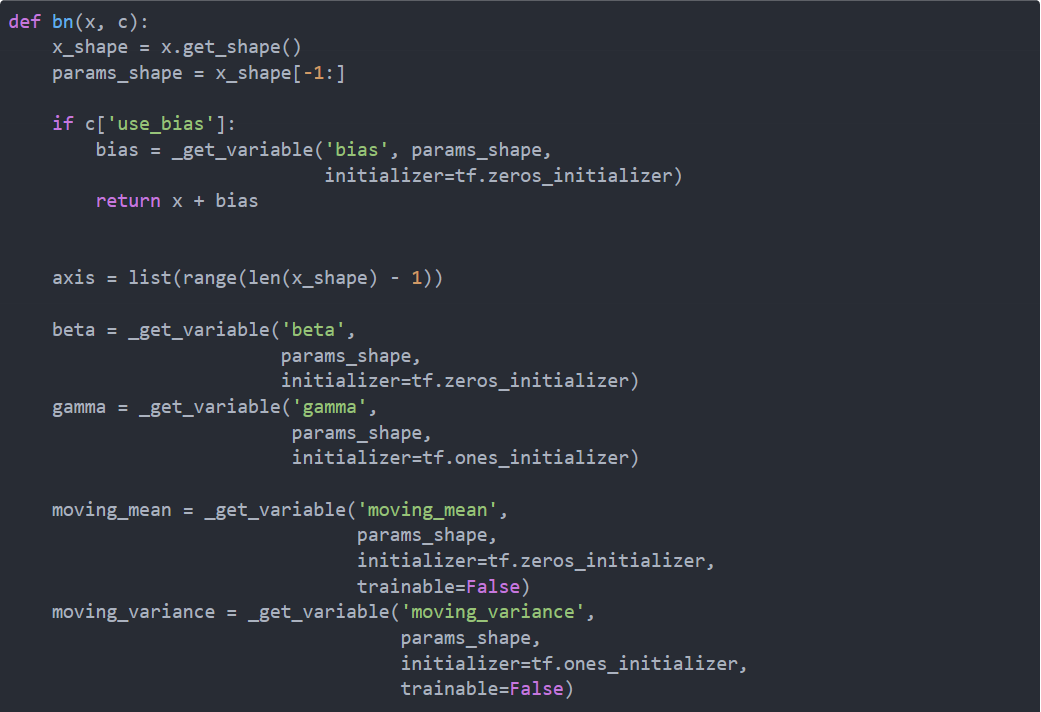 def bn(x, c):
    x_shape = x.get_shape()
    params_shape = x_shape[-1:]

    if c['use_bias']:
        bias = _get_variable('bias', params_shape,
                             initializer=tf.zeros_initializer)
        return x + bias


    axis = list(range(len(x_shape) - 1))

    beta = _get_variable('beta',
                         params_shape,
                         initializer=tf.zeros_initializer)
    gamma = _get_variable('gamma',
                          params_shape,
                          initializer=tf.ones_initializer)

    moving_mean = _get_variable('moving_mean',
                                params_shape,
                                initializer=tf.zeros_initializer,
                                trainable=False)
    moving_variance = _get_variable('moving_variance',
                                    params_shape,
                                    initializer=tf.ones_initializer,
                                    trainable=False)